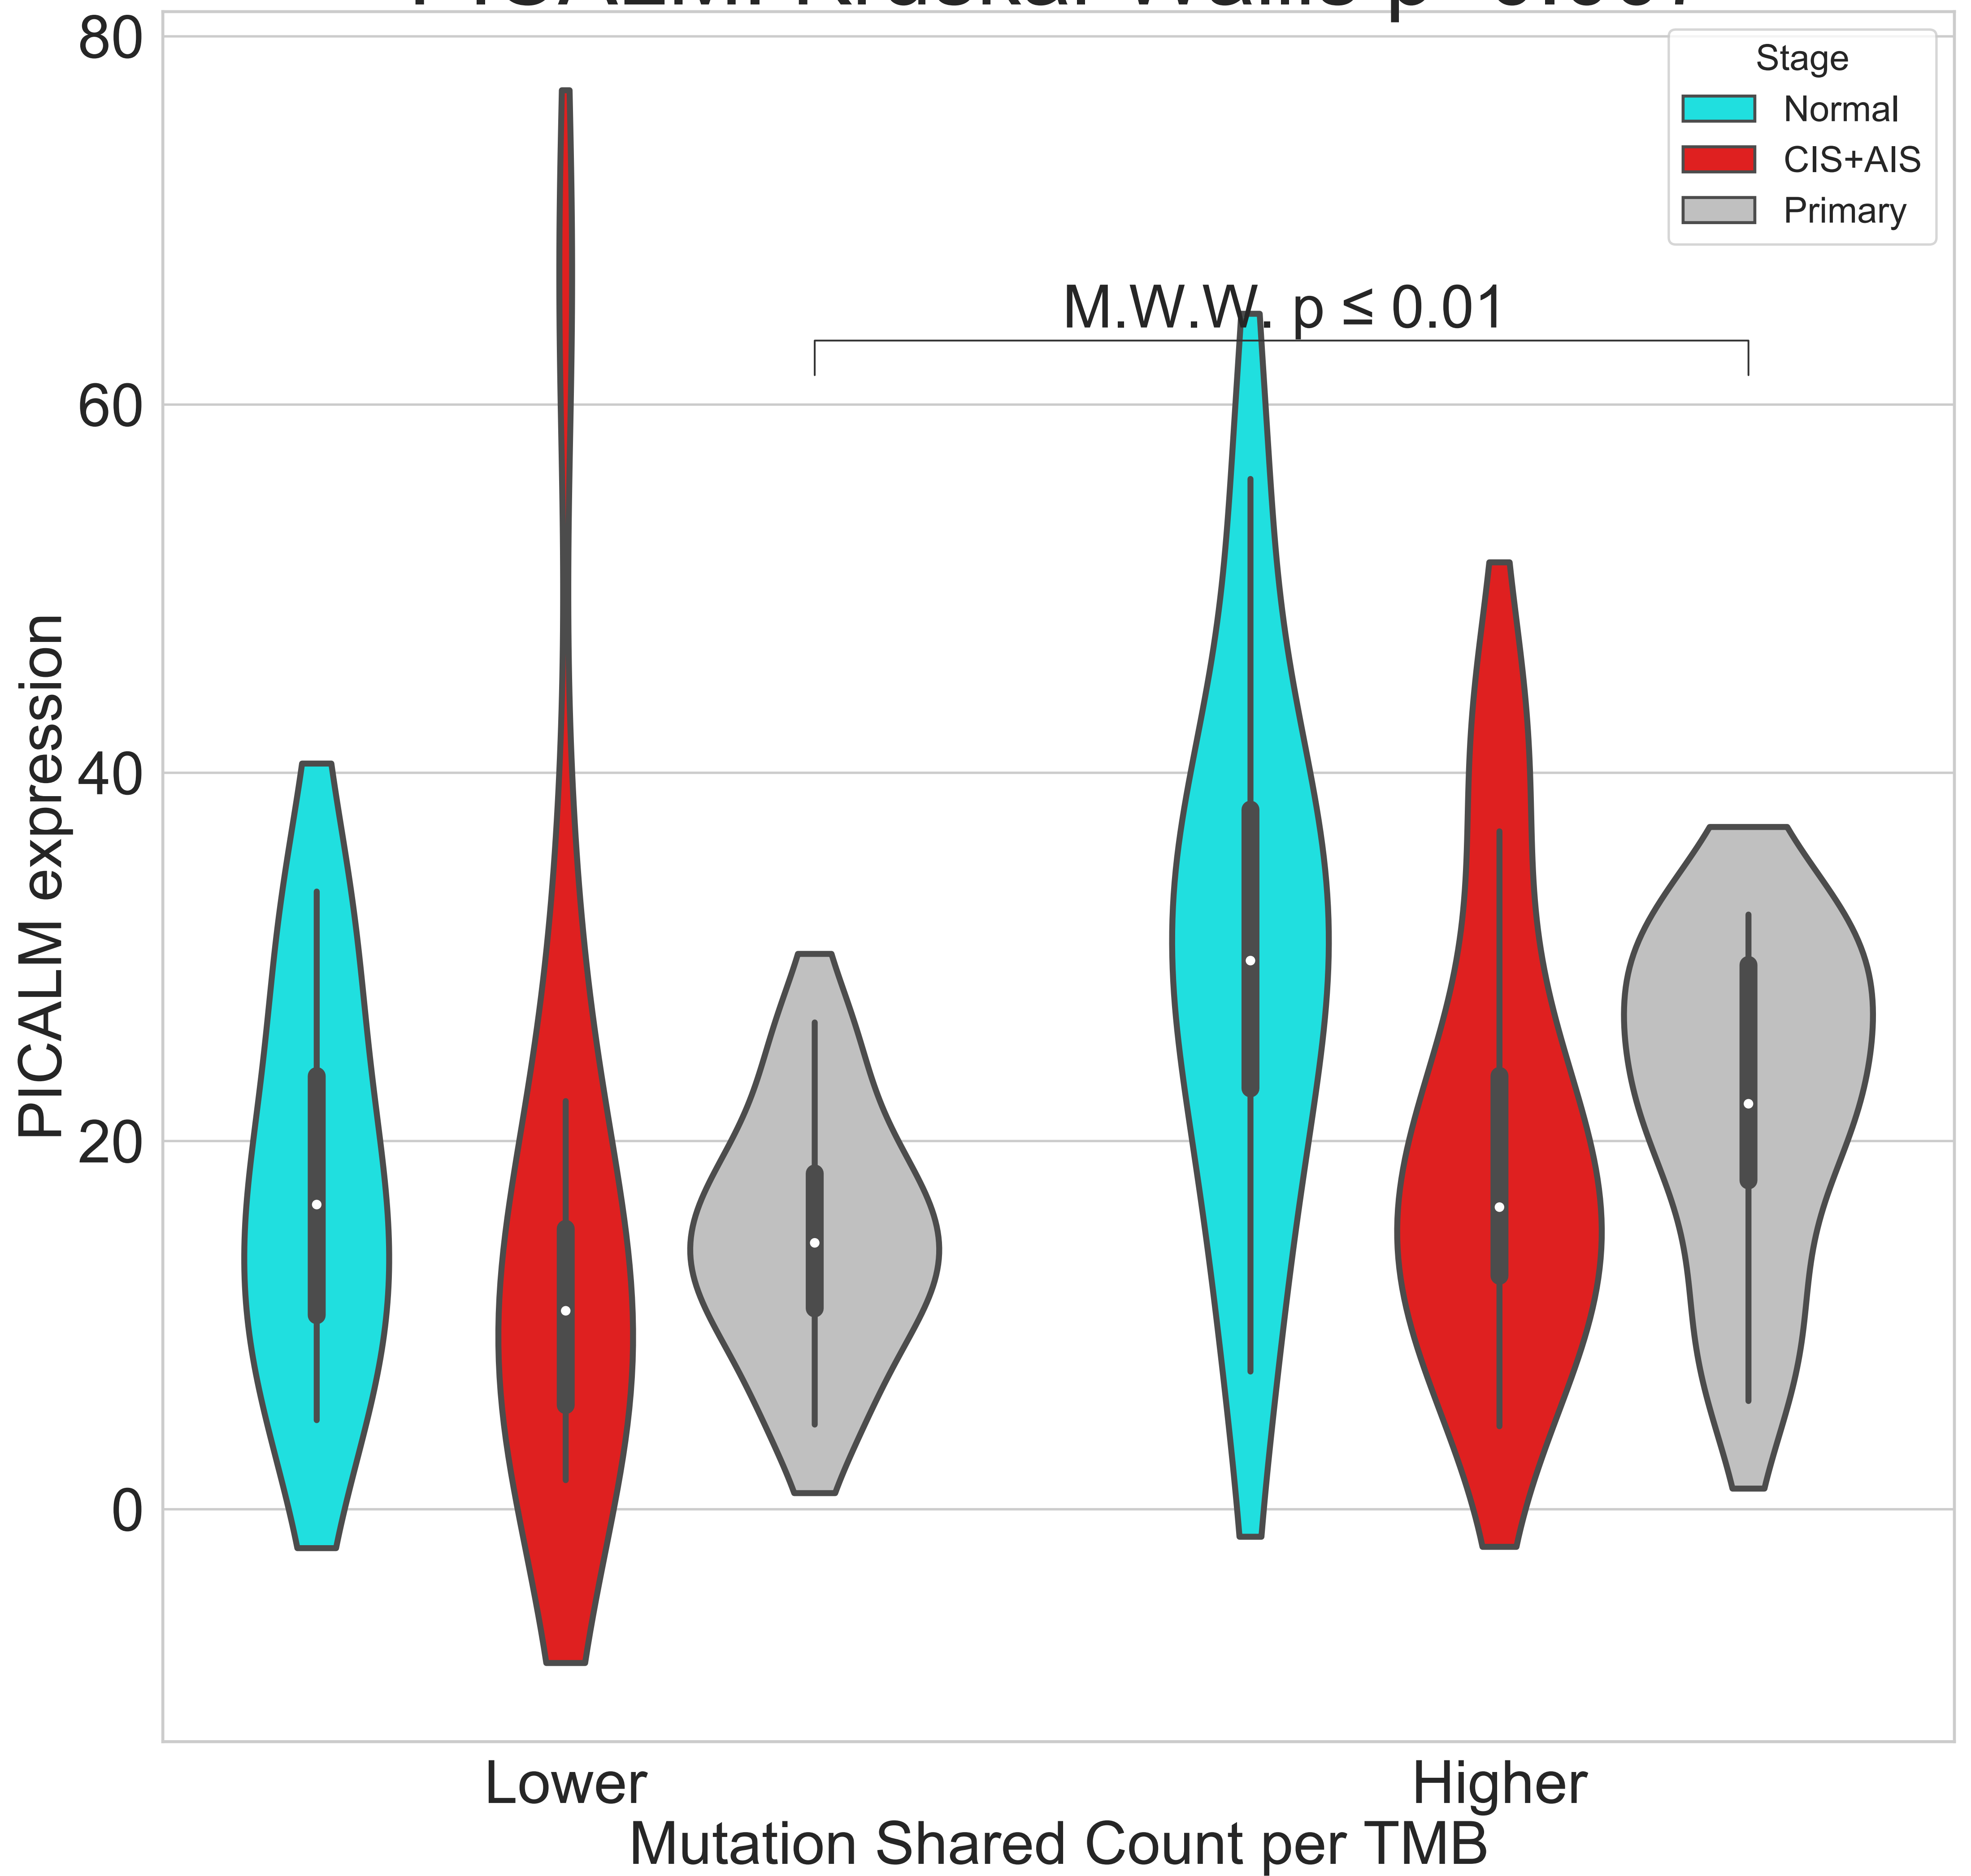 80
60
40
20
0
PICALM expression
Stage
Normal
CIS+AIS
Primary
M.W.W. p ≤ 0.01
Lower
Higher
Mutation Shared Count per TMB